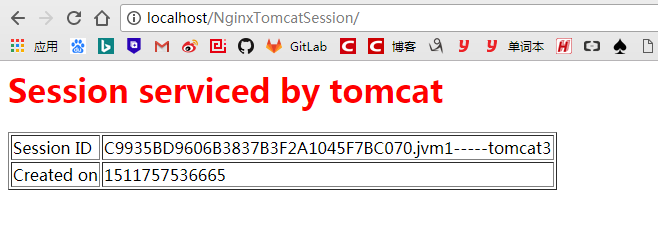 localhost/NginxTomcatSession/
应用 GitLab 博客 单词本
Session serviced by tomcat
Session ID C9935BD9606B3837B3F2A1045F7BC070.jvm1-----tomcat3
Created on 1511757536665